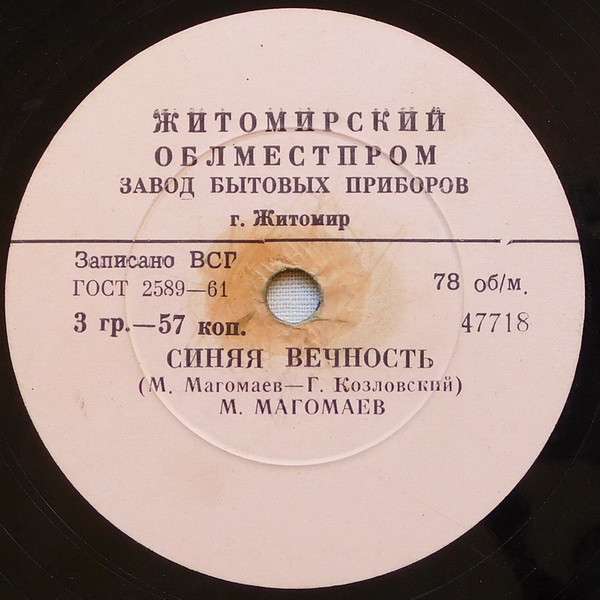 ЖИТОМИРСКИЙ
ОБЛМЕСТПРОМ
ЗАВОД БЫТОВЫХ ПРИБОРОВ
г. Житомир
Записано ВСГ
ГОСТ 2589—61
78 об/м.
3 гр.—57 коп.
47718
СИНЯЯ ВЕЧНОСТЬ
(М. Магомаев—Г. Козловский)
М. МАГОМАЕВ